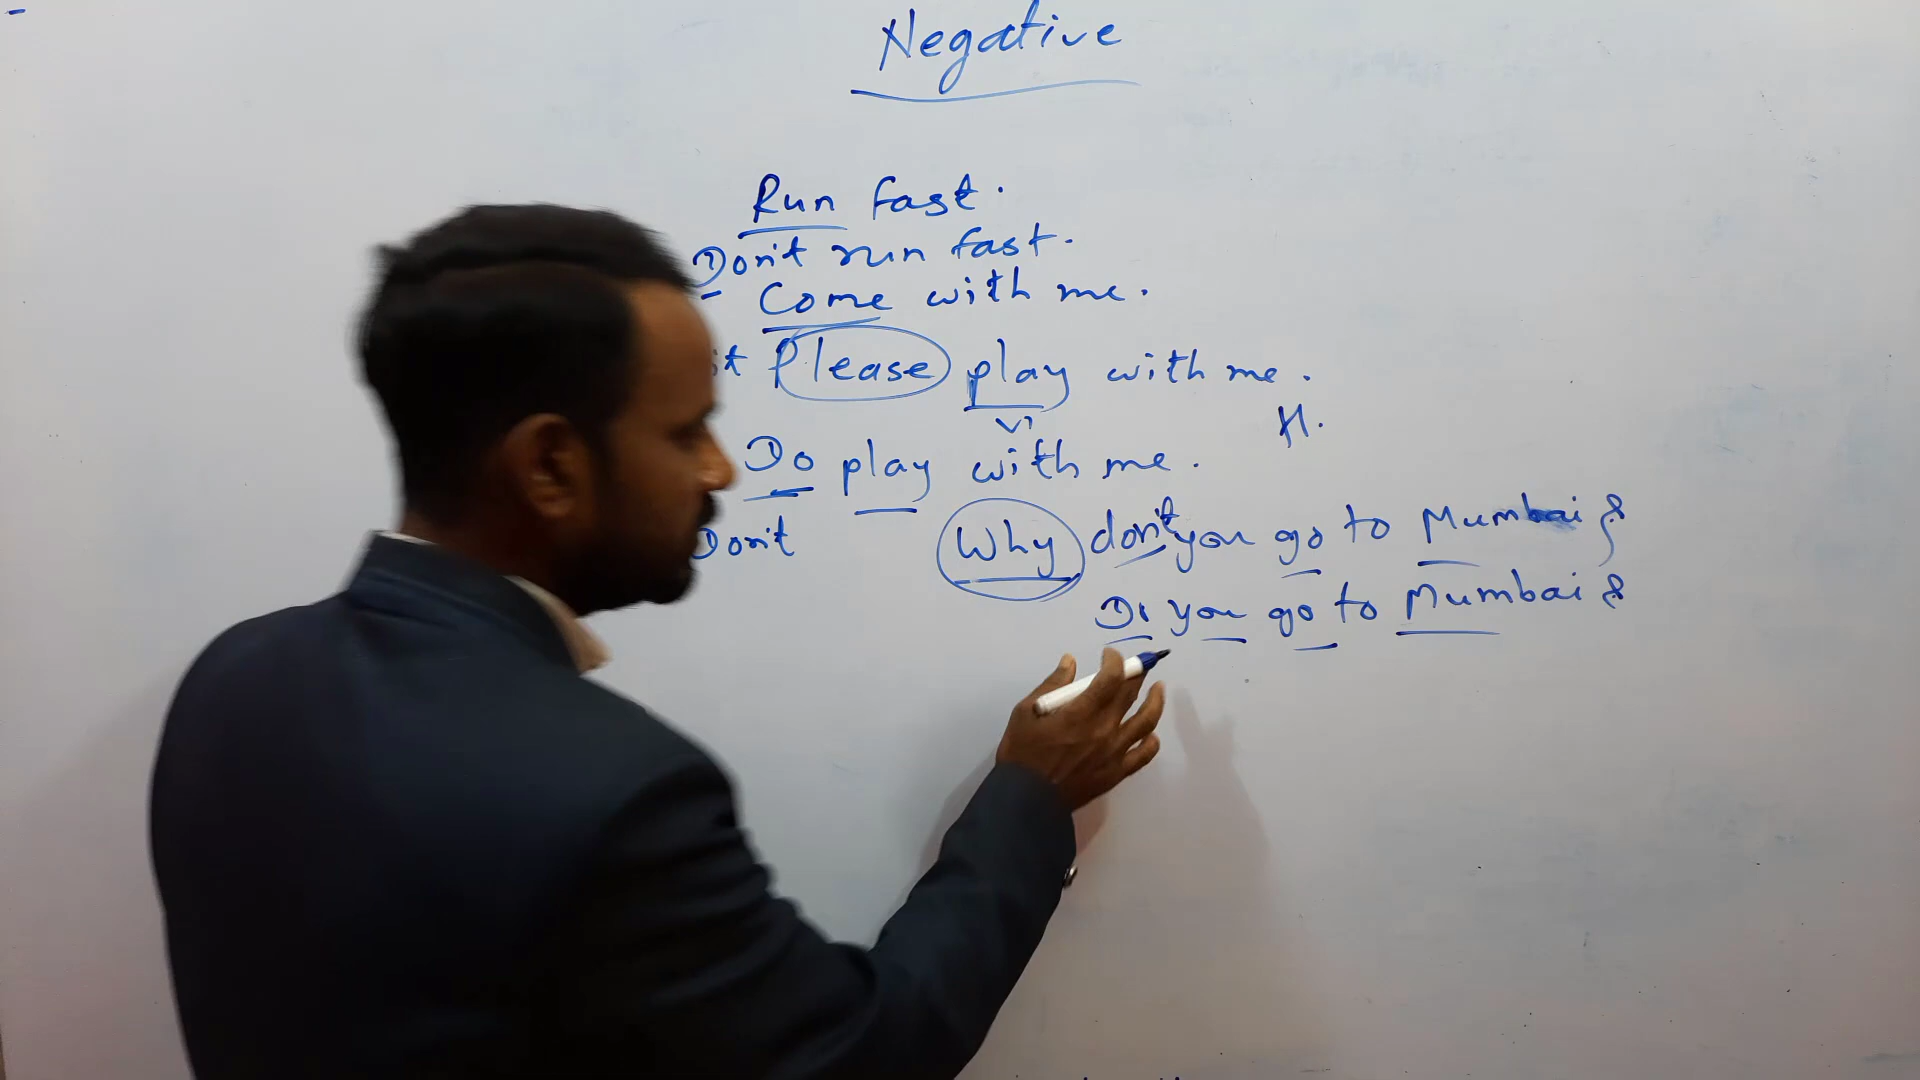 Negative
Run fast.
Don't run fast.
Come with me.
Please play with me.
V1
H.
Do play with me.
Don't
Why don't you go to Mumbai ?
Do you go to Mumbai ?